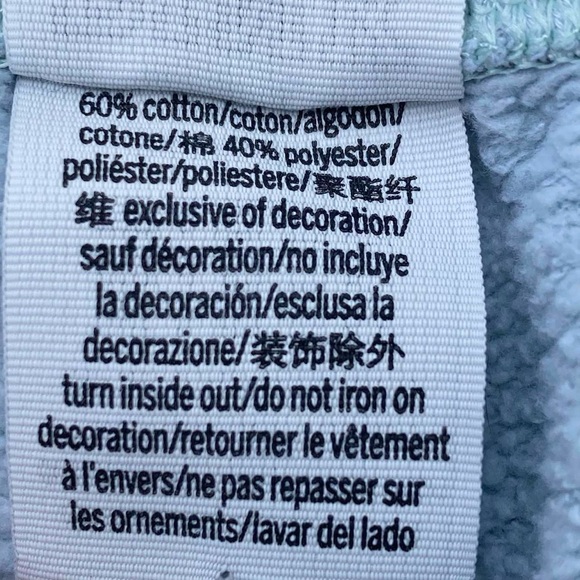 60% cotton/coton/algodon/
cotone/棉 40% polyester/
poliéster/poliestere/聚酯纤
维 exclusive of decoration/
sauf décoration/no incluye
la decoración/esclusa la
decorazione/装饰除外
turn inside out/do not iron on
decoration/retourner le vêtement
à l'envers/ne pas repasser sur
les ornements/lavar del lado